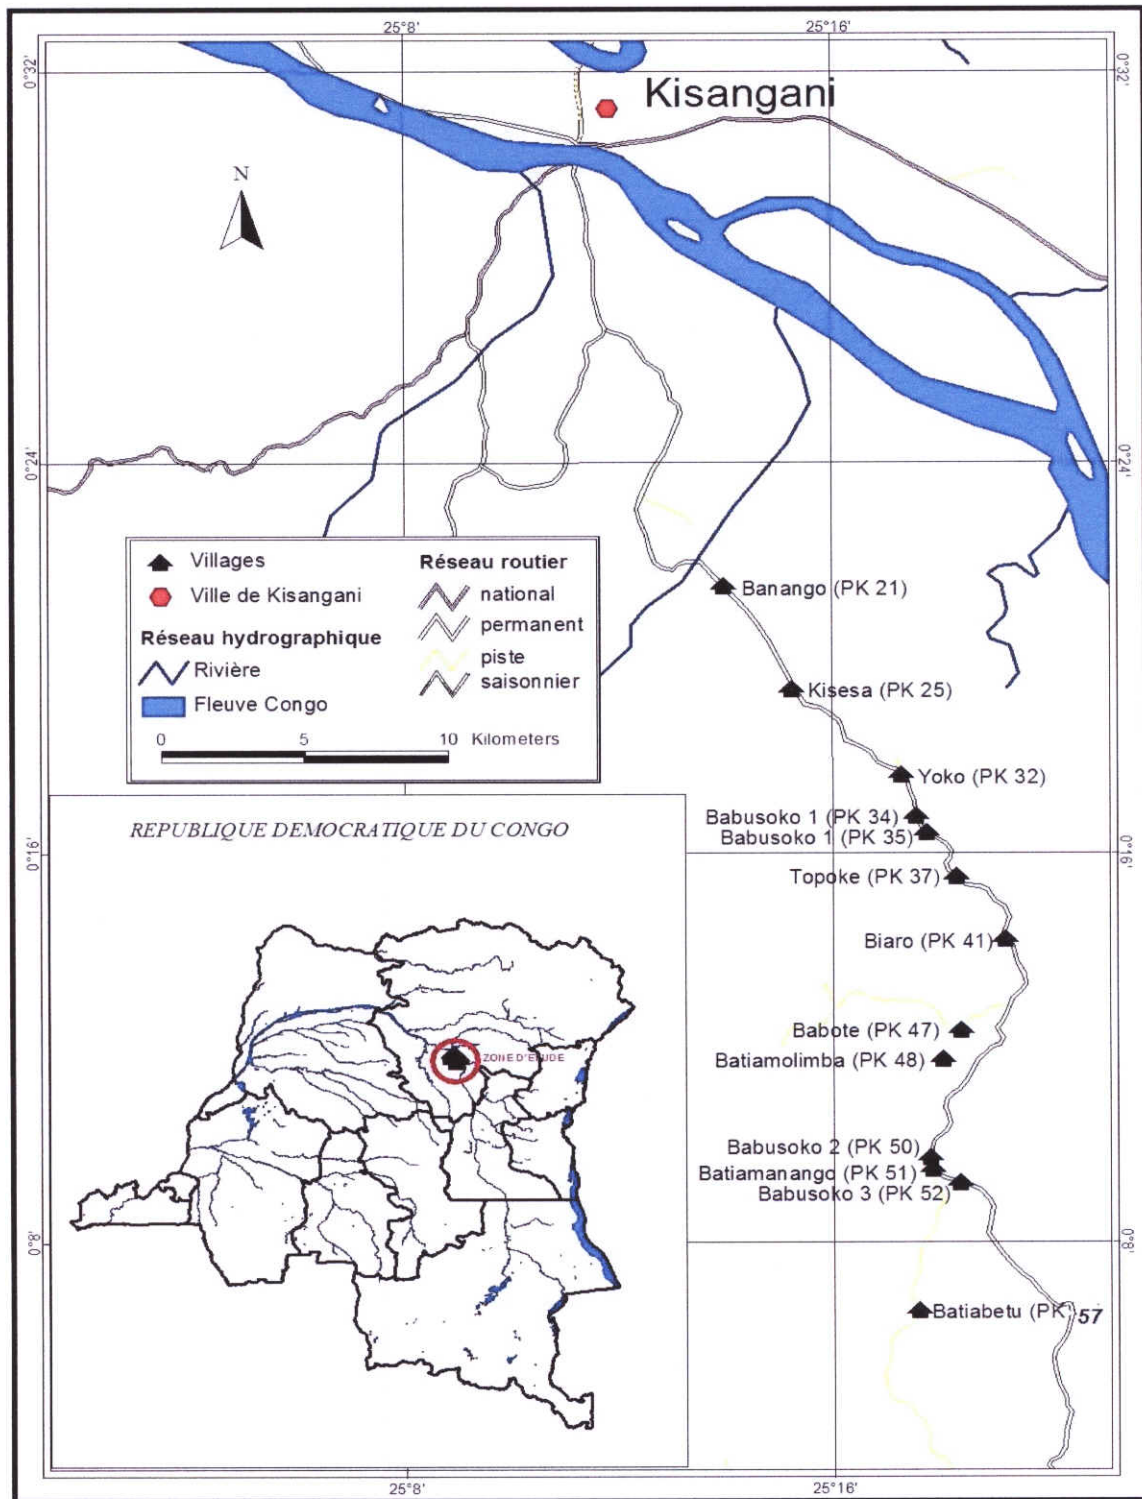 25°8'
25°16'
0°32'
0°32'
Kisangani
N
0°24'
0°24'
Villages
Ville de Kisangani
Réseau hydrographique
Rivière
Fleuve Congo
0 5 10 Kilometers
Réseau routier
national
permanent
piste
saisonnier
Banango (PK 21)
Kisesa (PK 25)
Yoko (PK 32)
Babusoko 1 (PK 34)
Babusoko 1 (PK 35)
0°16'
0°16'
Topoke (PK 37)
Biaro (PK 41)
Babote (PK 47)
Batiamolimba (PK 48)
Babusoko 2 (PK 50)
Batiamanango (PK 51)
Babusoko 3 (PK 52)
0°8'
0°8'
Batiabetu (PK 57
REPUBLIQUE DEMOCRATIQUE DU CONGO
ZONE D'ETUDE
25°8'
25°16'